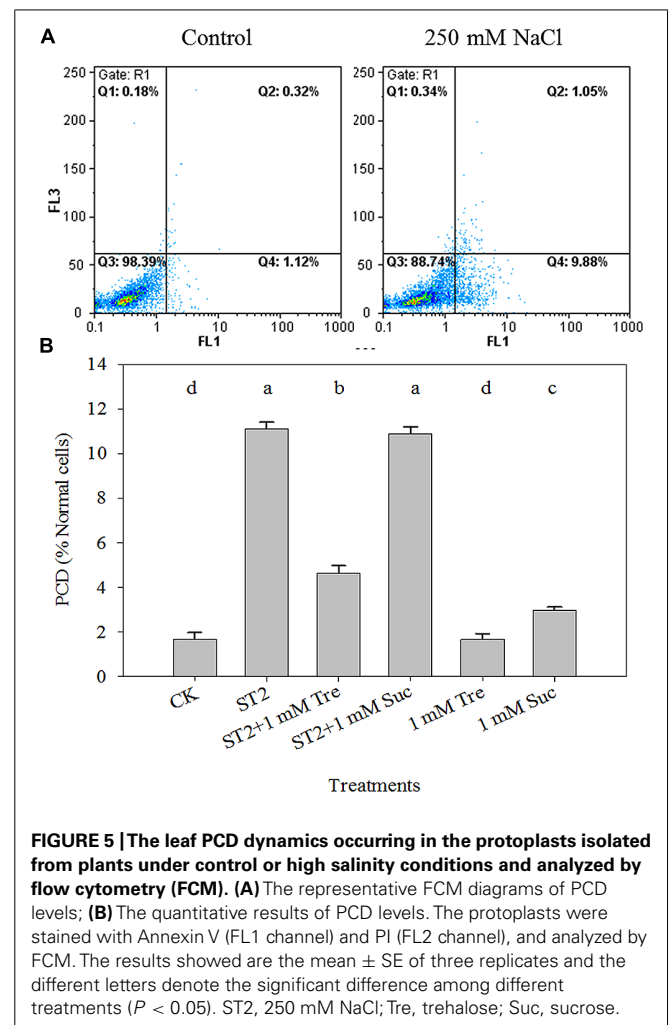 A
Control
250 mM NaCl
Gate: R1
Q1: 0.18%
Q2: 0.32%
Q3: 98.39%
Q4: 1.12%
250
200
150
100
50
0
FL3
0.1 1 10 100 1000
FL1
Gate: R1
Q1: 0.34%
Q2: 1.05%
Q3: 88.74%
Q4: 9.88%
250
200
150
100
50
0
0.1 1 10 100 1000
FL1
B
14
12
10
8
6
4
2
0
PCD (% Normal cells)
d a b a d c
CK
ST2
ST2+1 mM Tre
ST2+1 mM Suc
1 mM Tre
1 mM Suc
Treatments
FIGURE 5 | The leaf PCD dynamics occurring in the protoplasts isolated
from plants under control or high salinity conditions and analyzed by
flow cytometry (FCM). (A) The representative FCM diagrams of PCD
levels; (B) The quantitative results of PCD levels. The protoplasts were
stained with Annexin V (FL1 channel) and PI (FL2 channel), and analyzed by
FCM. The results showed are the mean ± SE of three replicates and the
different letters denote the significant difference among different
treatments (P < 0.05). ST2, 250 mM NaCl; Tre, trehalose; Suc, sucrose.